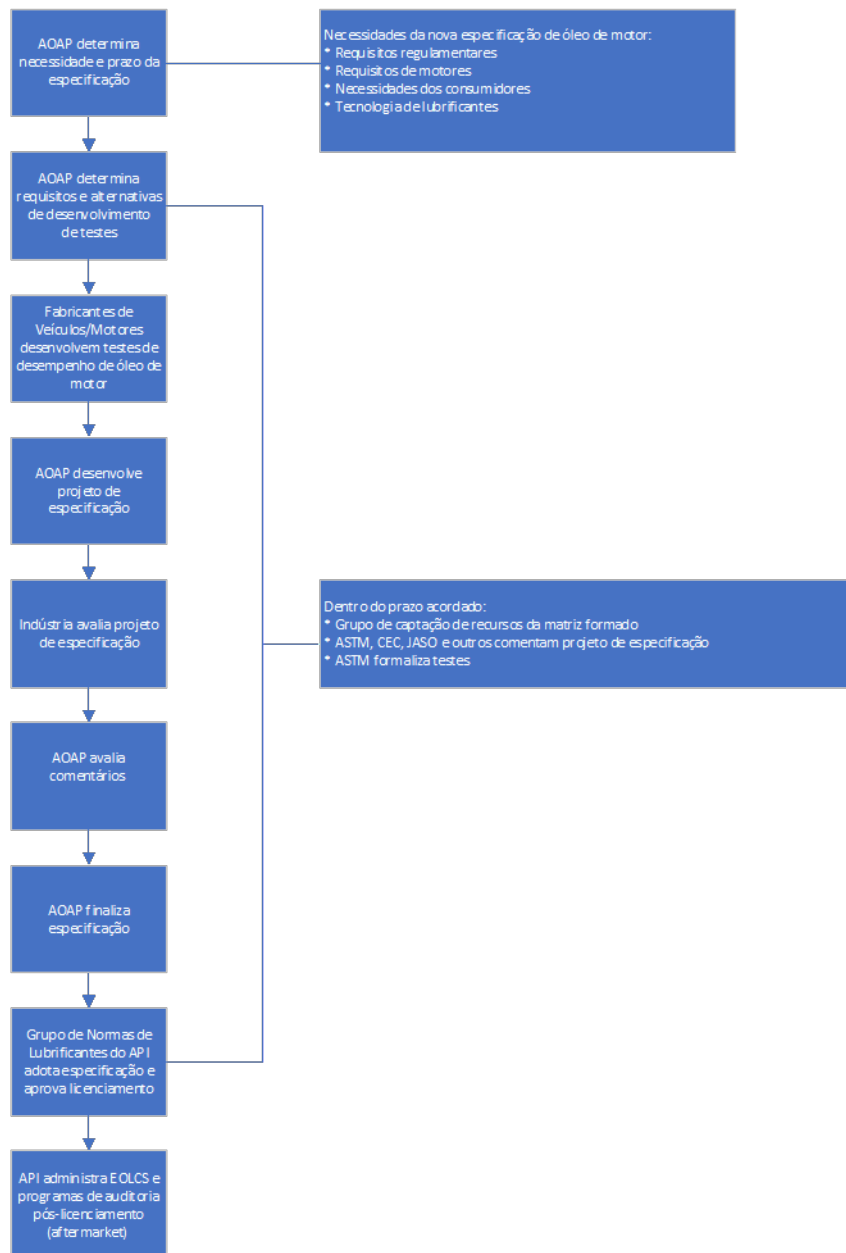 AOAP determina
necessidade e prazo da
especificação
Necessidades da nova especificação de óleo de motor:
* Requisitos regulamentares
* Requisitos de motores
* Necessidades dos consumidores
* Tecnologia de lubrificantes
AOAP determina
requisitos e alternativas
de desenvolvimento
de testes
Fabricantes de
Veículos/Motores
desenvolvem testes de
desempenho de óleo de
motor
AOAP desenvolve
projeto de
especificação
Indústria avalia projeto
de especificação
Dentro do prazo acordado:
* Grupo de captação de recursos da matriz formado
* ASTM, CEC, JASO e outros comentam projeto de especificação
* ASTM formaliza testes
AOAP avalia
comentários
AOAP finaliza
especificação
Grupo de Normas de
Lubrificantes do API
adota especificação e
aprova licenciamento
API administra EOLCS e
programas de auditoria
pós-licenciamento
(aftermarket)